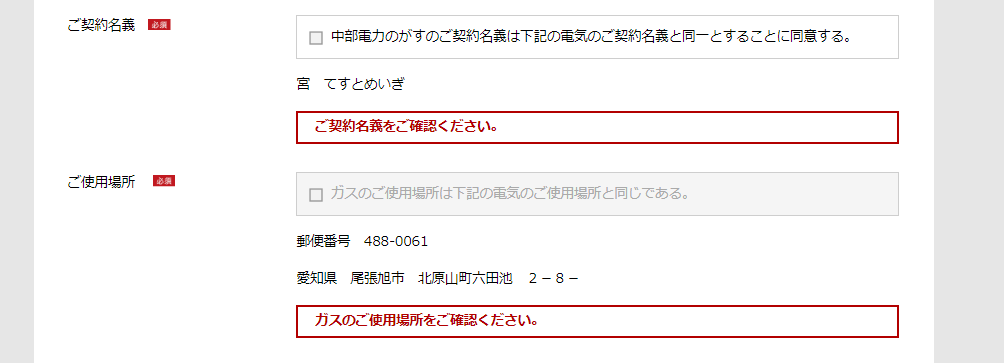 ご契約名義 必須
中部電力のがすのご契約名義は下記の電気のご契約名義と同一とすることに同意する。
宮　てすとめいぎ
ご契約名義をご確認ください。
ご使用場所 必須
ガスのご使用場所は下記の電気のご使用場所と同じである。
郵便番号　488-0061
愛知県　尾張旭市　北原山町六田池　２－８－
ガスのご使用場所をご確認ください。